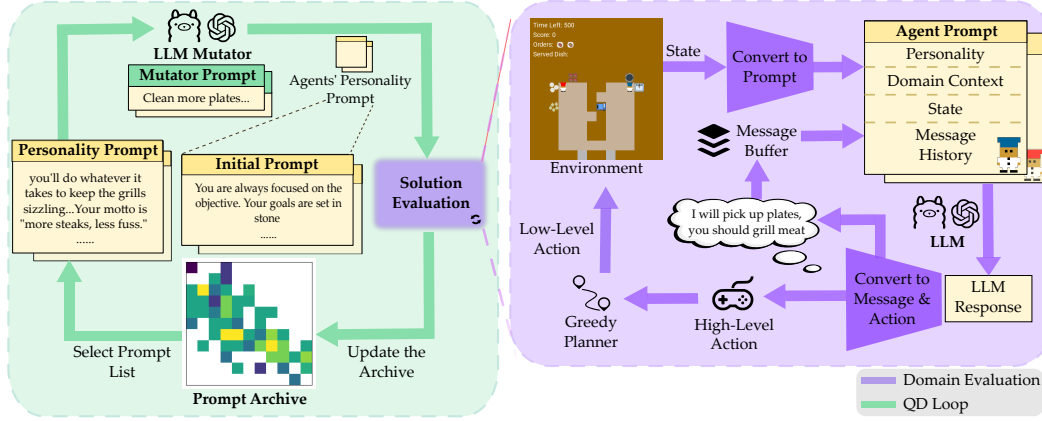 LLM Mutator
Mutator Prompt
Clean more plates...
Agents' Personality
Prompt
Personality Prompt
you'll do whatever it
takes to keep the grills
sizzling...Your motto is
"more steaks, less fuss."
......
Initial Prompt
You are always focused on the
objective. Your goals are set in
stone
......
Solution
Evaluation
Select Prompt
List
Prompt Archive
Update the
Archive
Time Left: 500
Score: 0
Orders:
Served Dish:
Environment
State
Convert to
Prompt
Agent Prompt
Personality
Domain Context
State
Message
History
Message
Buffer
I will pick up plates,
you should grill meat
Low-Level
Action
Greedy
Planner
High-Level
Action
Convert to
Message &
Action
LLM
LLM
Response
Domain Evaluation
QD Loop